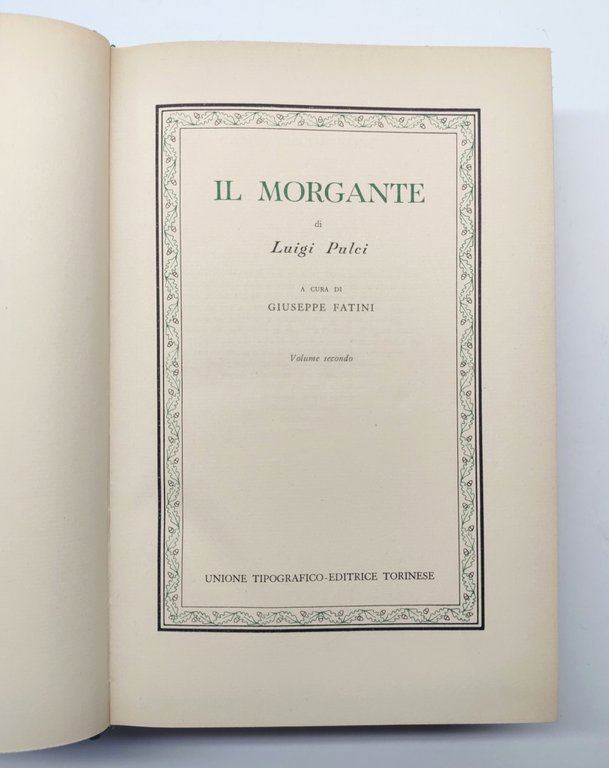 IL MORGANTE
di
Luigi Pulci
A CURA DI
GIUSEPPE FATINI
Volume secondo
UNIONE TIPOGRAFICO-EDITRICE TORINESE